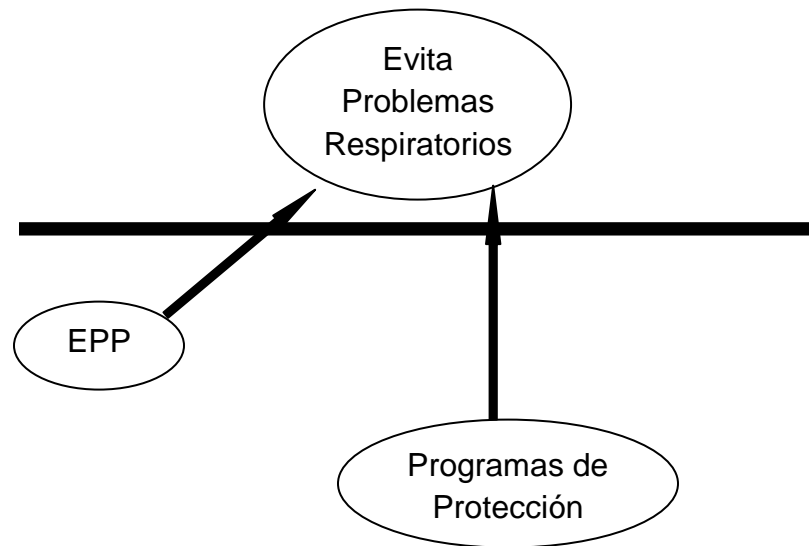 Evita
Problemas
Respiratorios
EPP
Programas de
Protección